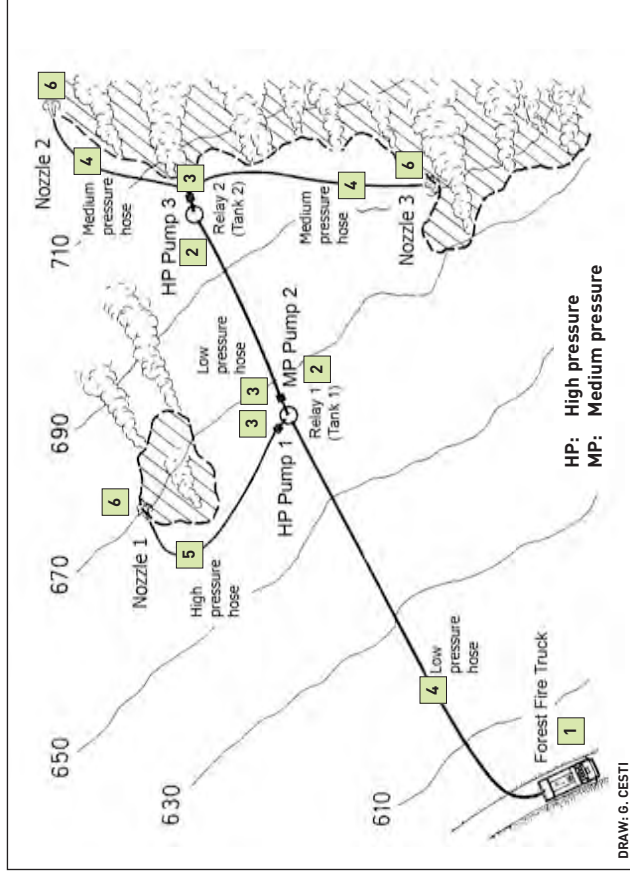 Nozzle 2
6
4
Medium
pressure
hose
710
HP Pump 3
3
2
Relay 2
(Tank 2)
Medium
pressure
hose
4
6
Nozzle 3
690
Low
pressure
hose
3
3
MP Pump 2
2
HP Pump 1
Relay 1
(Tank 1)
6
Nozzle 1
670
5
High
pressure
hose
650
4
Low
pressure
hose
630
610
Forest Fire Truck
1
HP: High pressure
MP: Medium pressure
DRAW: G. CESTI